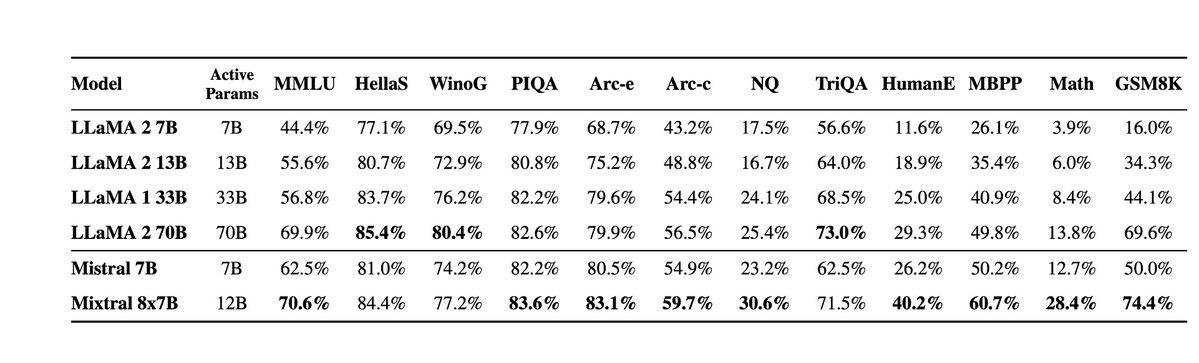 Model Active Params MMLU HellaS WinoG PIQA Arc-e Arc-c NQ TriQA HumanE MBPP Math GSM8K
LLaMA 2 7B 7B 44.4% 77.1% 69.5% 77.9% 68.7% 43.2% 17.5% 56.6% 11.6% 26.1% 3.9% 16.0%
LLaMA 2 13B 13B 55.6% 80.7% 72.9% 80.8% 75.2% 48.8% 16.7% 64.0% 18.9% 35.4% 6.0% 34.3%
LLaMA 1 33B 33B 56.8% 83.7% 76.2% 82.2% 79.6% 54.4% 24.1% 68.5% 25.0% 40.9% 8.4% 44.1%
LLaMA 2 70B 70B 69.9% 85.4% 80.4% 82.6% 79.9% 56.5% 25.4% 73.0% 29.3% 49.8% 13.8% 69.6%
Mistral 7B 7B 62.5% 81.0% 74.2% 82.2% 80.5% 54.9% 23.2% 62.5% 26.2% 50.2% 12.7% 50.0%
Mixtral 8x7B 12B 70.6% 84.4% 77.2% 83.6% 83.1% 59.7% 30.6% 71.5% 40.2% 60.7% 28.4% 74.4%